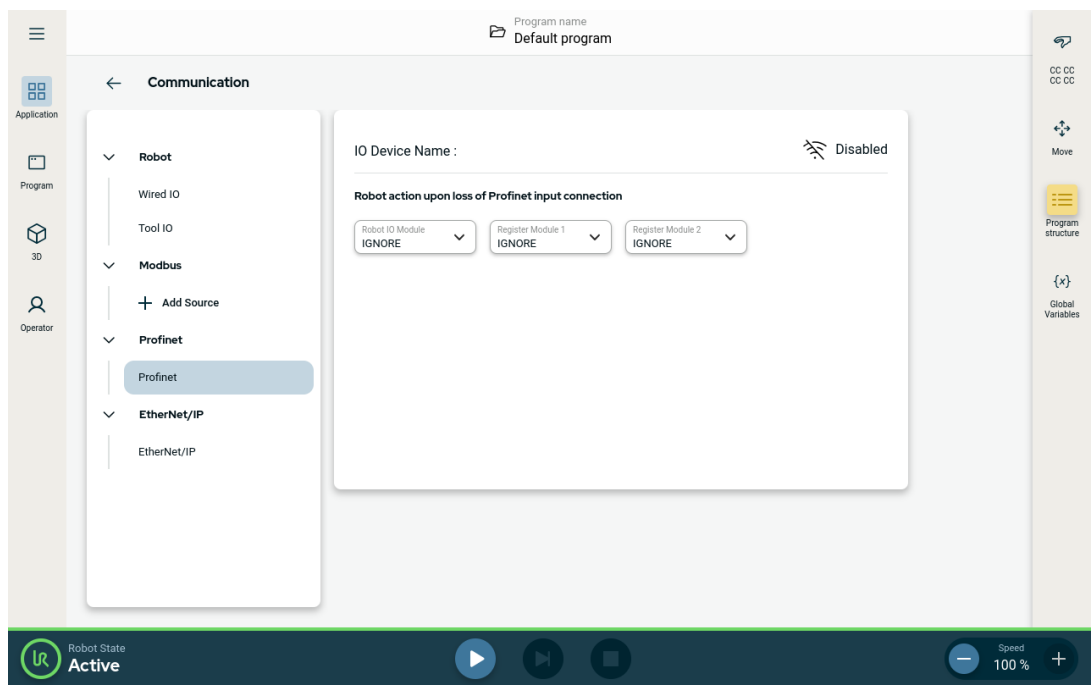 Program name
Default program
Communication
Application
Program
3D
Operator
Robot
Wired IO
Tool IO
Modbus
Add Source
Profinet
Profinet
EtherNet/IP
EtherNet/IP
IO Device Name :
Disabled
Robot action upon loss of Profinet input connection
Robot IO Module
IGNORE
Register Module 1
IGNORE
Register Module 2
IGNORE
CC CC
CC CC
Move
Program
structure
{x}
Global
Variables
UR
Robot State
Active
Speed
100 %